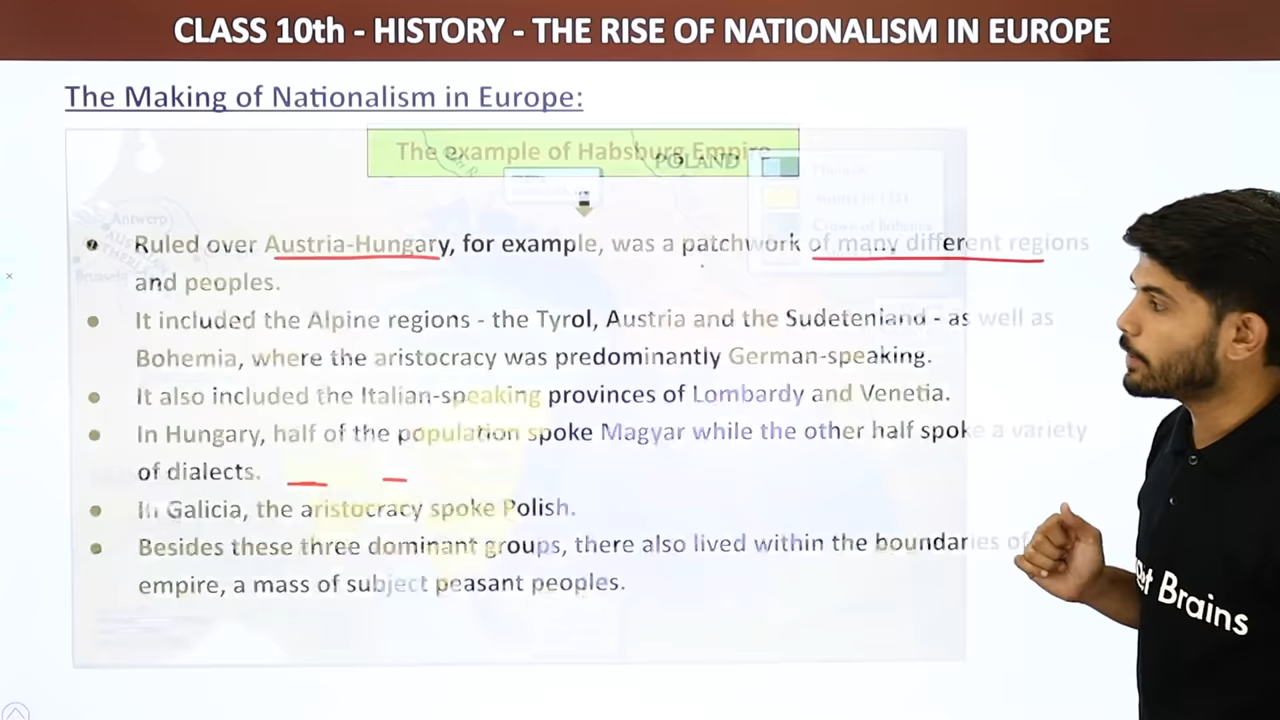 CLASS 10th - HISTORY - THE RISE OF NATIONALISM IN EUROPE
The Making of Nationalism in Europe:
The example of Habsburg Empire
POLAND
Antwerp
• Ruled over Austria-Hungary, for example, was a patchwork of many different regions
and peoples.
• It included the Alpine regions - the Tyrol, Austria and the Sudeteniand - as well as
Bohemia, where the aristocracy was predominantly German-speaking.
• It also included the Italian-speaking provinces of Lombardy and Venetia.
• In Hungary, half of the population spoke Magyar while the other half spoke a variety
of dialects.
• In Galicia, the aristocracy spoke Polish.
• Besides these three dominant groups, there also lived within the boundaries of
empire, a mass of subject peasant peoples.
Brains